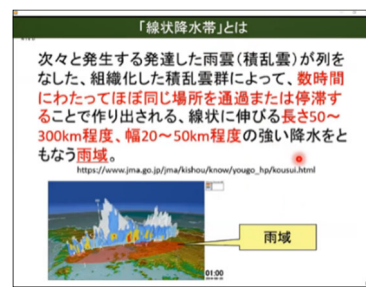 「線状降水帯」とは
次々と発生する発達した雨雲(積乱雲)が列を
なした、組織化した積乱雲群によって、数時間
にわたってほぼ同じ場所を通過または停滞す
ることで作り出される、線状に伸びる長さ50～
300km程度、幅20～50km程度の強い降水をと
もなう雨域。
https://www.jma.go.jp/jma/kishou/know/yougo_hp/kousui.html
雨域
01:00